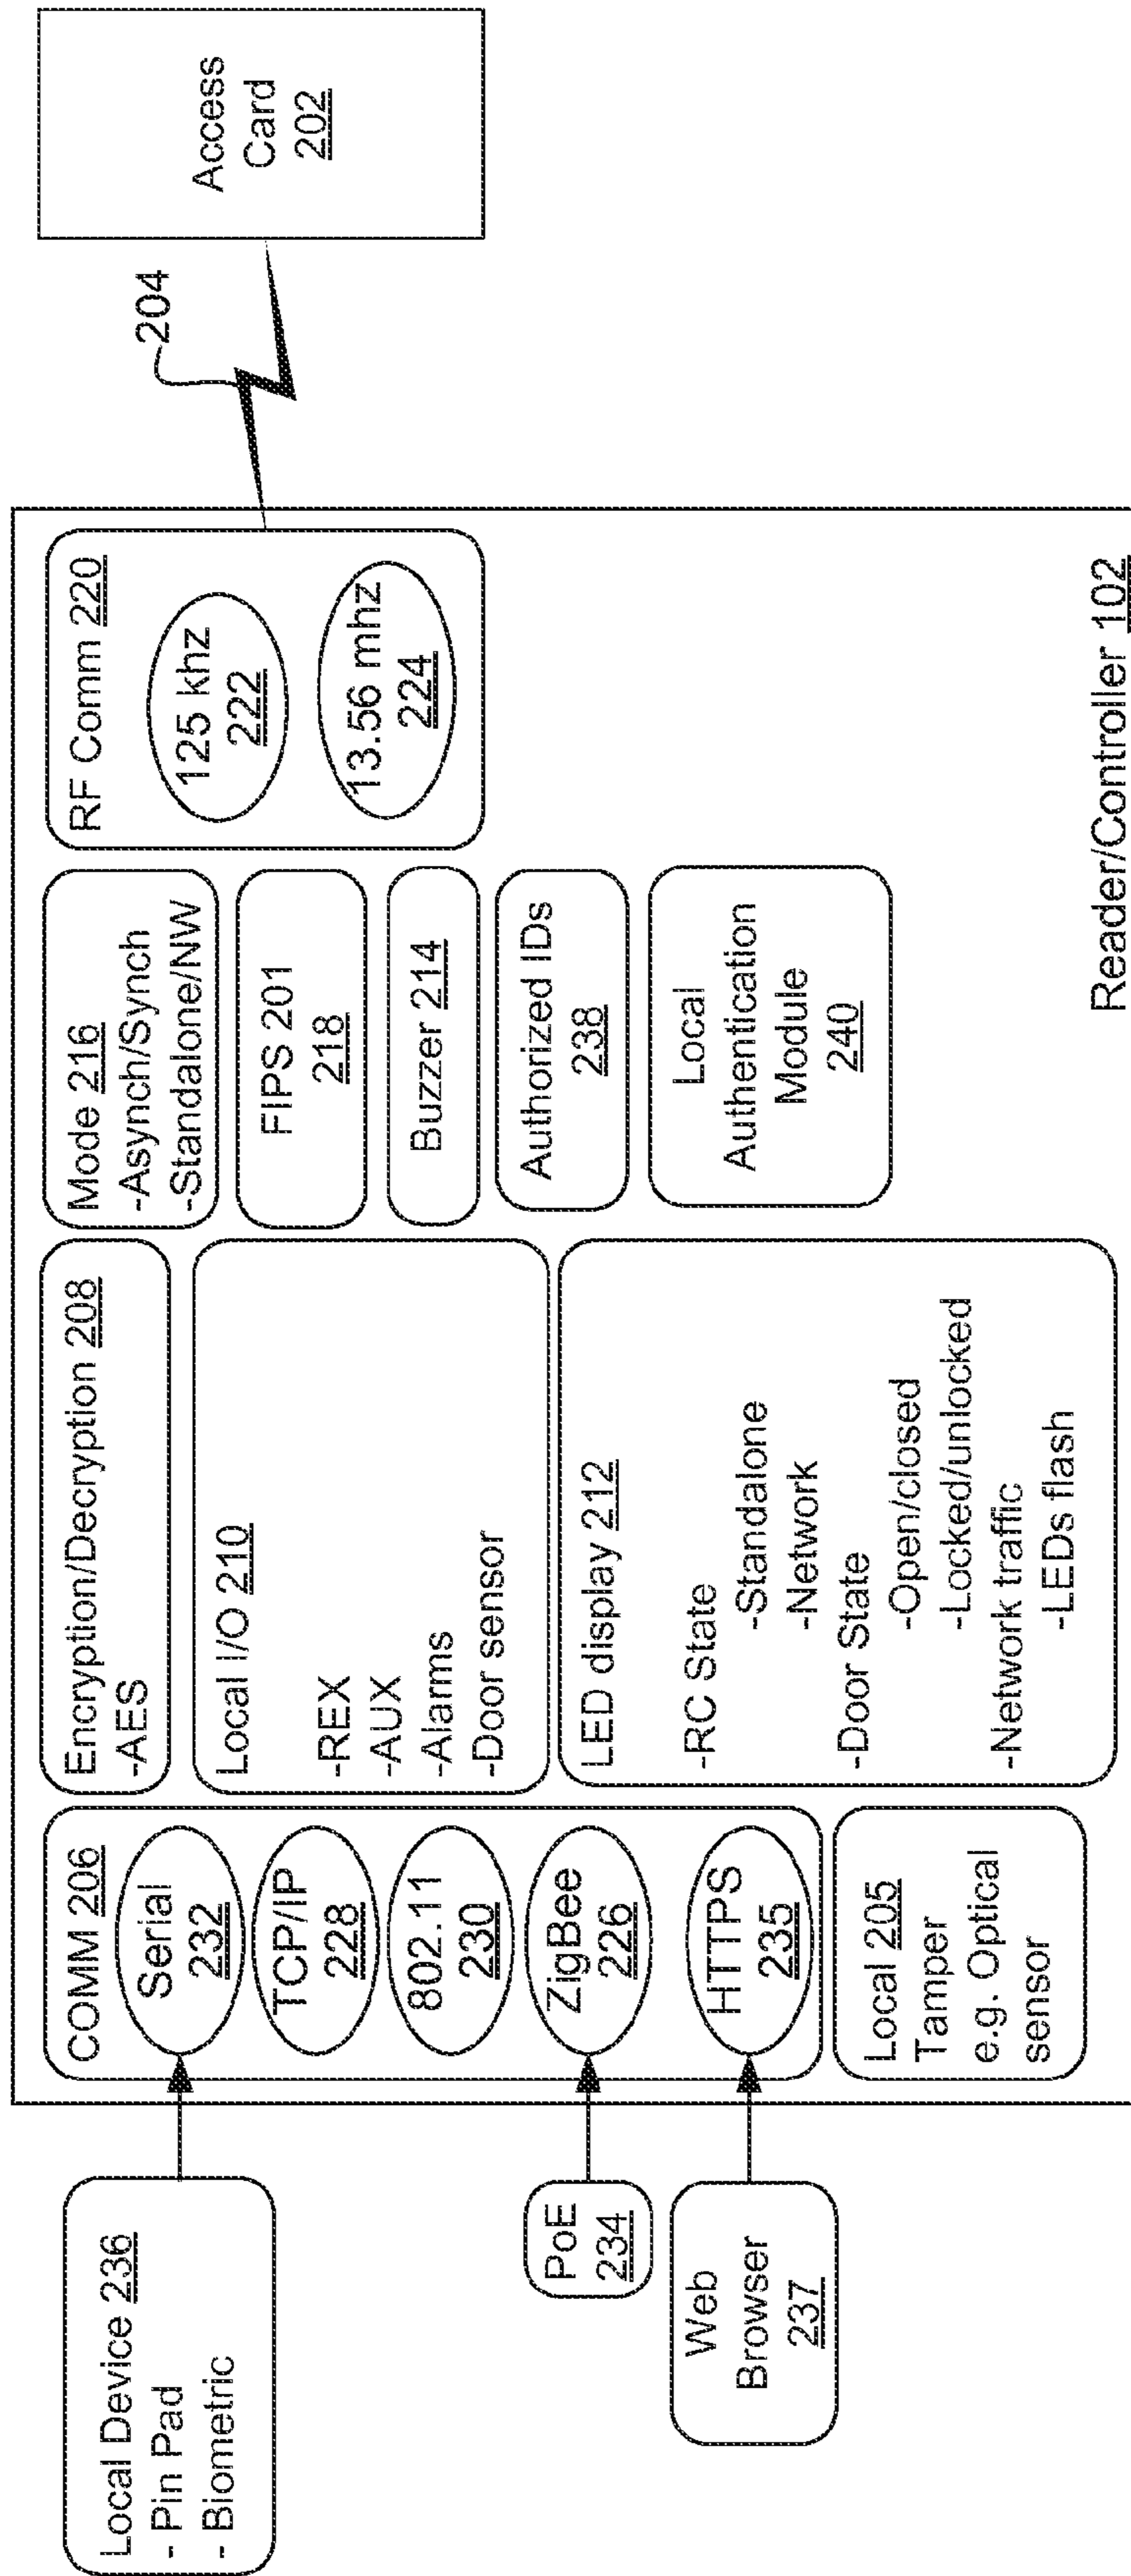 Local Device 236
- Pin Pad
- Biometric
PoE
234
Web
Browser
237
COMM 206
Serial
232
TCP/IP
228
802.11
230
ZigBee
226
HTTPS
235
Local 205
Tamper
e.g. Optical
sensor
Encryption/Decryption 208
-AES
Local I/O 210
-REX
-AUX
-Alarms
-Door sensor
LED display 212
-RC State
-Standalone
-Network
-Door State
-Open/closed
-Locked/unlocked
-Network traffic
-LEDs flash
Mode 216
-Asynch/Synch
-Standalone/NW
FIPS 201
218
Buzzer 214
Authorized IDs
238
Local
Authentication
Module
240
RF Comm 220
125 khz
222
13.56 mhz
224
Reader/Controller 102
204
Access
Card
202